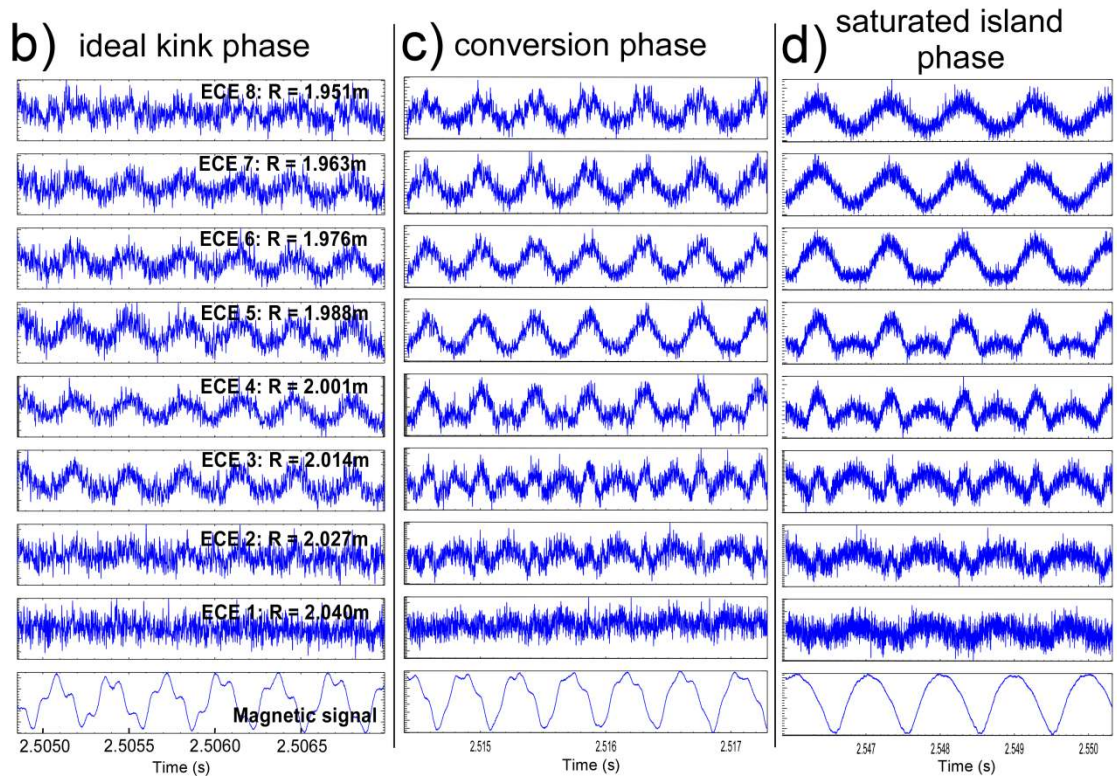 b) ideal kink phase
ECE 8: R = 1.951m
ECE 7: R = 1.963m
ECE 6: R = 1.976m
ECE 5: R = 1.988m
ECE 4: R = 2.001m
ECE 3: R = 2.014m
ECE 2: R = 2.027m
ECE 1: R = 2.040m
Magnetic signal
2.5050 2.5055 2.5060 2.5065
Time (s)
c) conversion phase
2.515 2.516 2.517
Time (s)
d) saturated island
phase
2.547 2.548 2.549 2.550
Time (s)